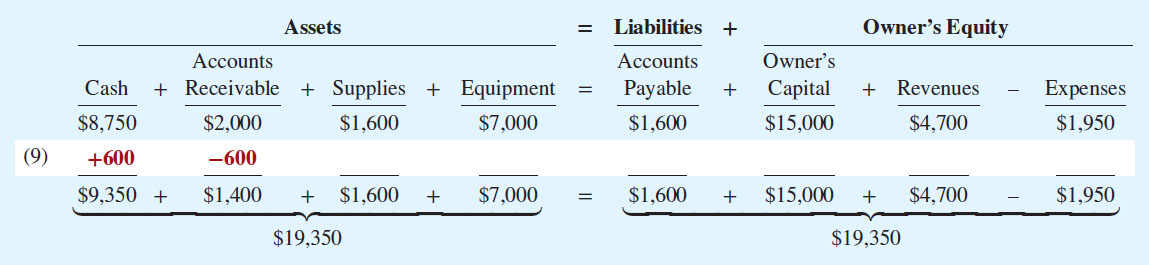 Assets = Liabilities + Owner's Equity
Accounts Accounts Owner's
Cash + Receivable + Supplies + Equipment = Payable + Capital + Revenues – Expenses
$8,750 $2,000 $1,600 $7,000 $1,600 $15,000 $4,700 $1,950
(9) +600 –600
$9,350 + $1,400 + $1,600 + $7,000 = $1,600 + $15,000 + $4,700 – $1,950
$19,350 $19,350